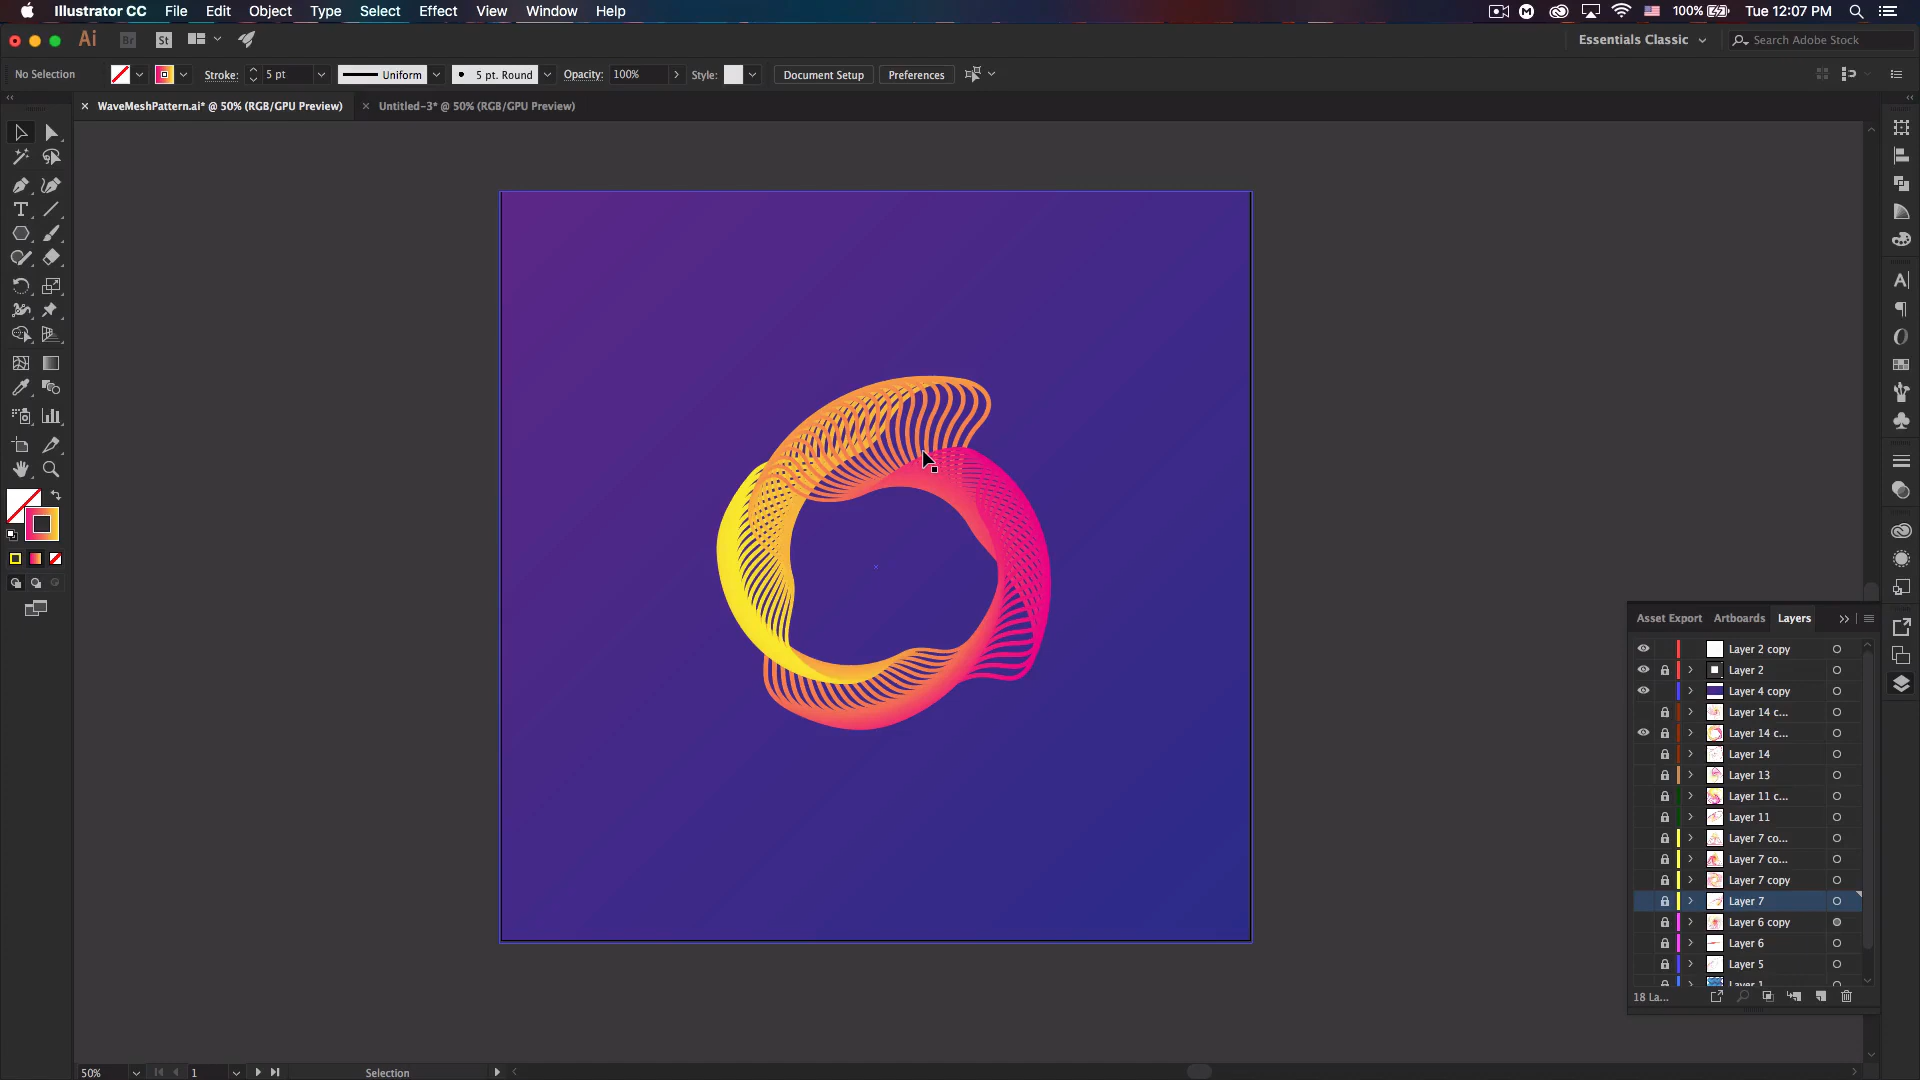 Illustrator CC File Edit Object Type Select Effect View Window Help 100% Tue 12:07 PM
Ai Br St Essentials Classic Search Adobe Stock
No Selection Stroke: 5 pt Uniform 5 pt. Round Opacity: 100% Style: Document Setup Preferences
WaveMeshPattern.ai* @ 50% (RGB/GPU Preview) Untitled-3* @ 50% (RGB/GPU Preview)
Asset Export Artboards Layers
Layer 2 copy
Layer 2
Layer 4 copy
Layer 14 c...
Layer 14 c...
Layer 14
Layer 13
Layer 11 c...
Layer 11
Layer 7 co...
Layer 7 co...
Layer 7 copy
Layer 7
Layer 6 copy
Layer 6
Layer 5
Layer 1
18 La...
50% 1 Selection